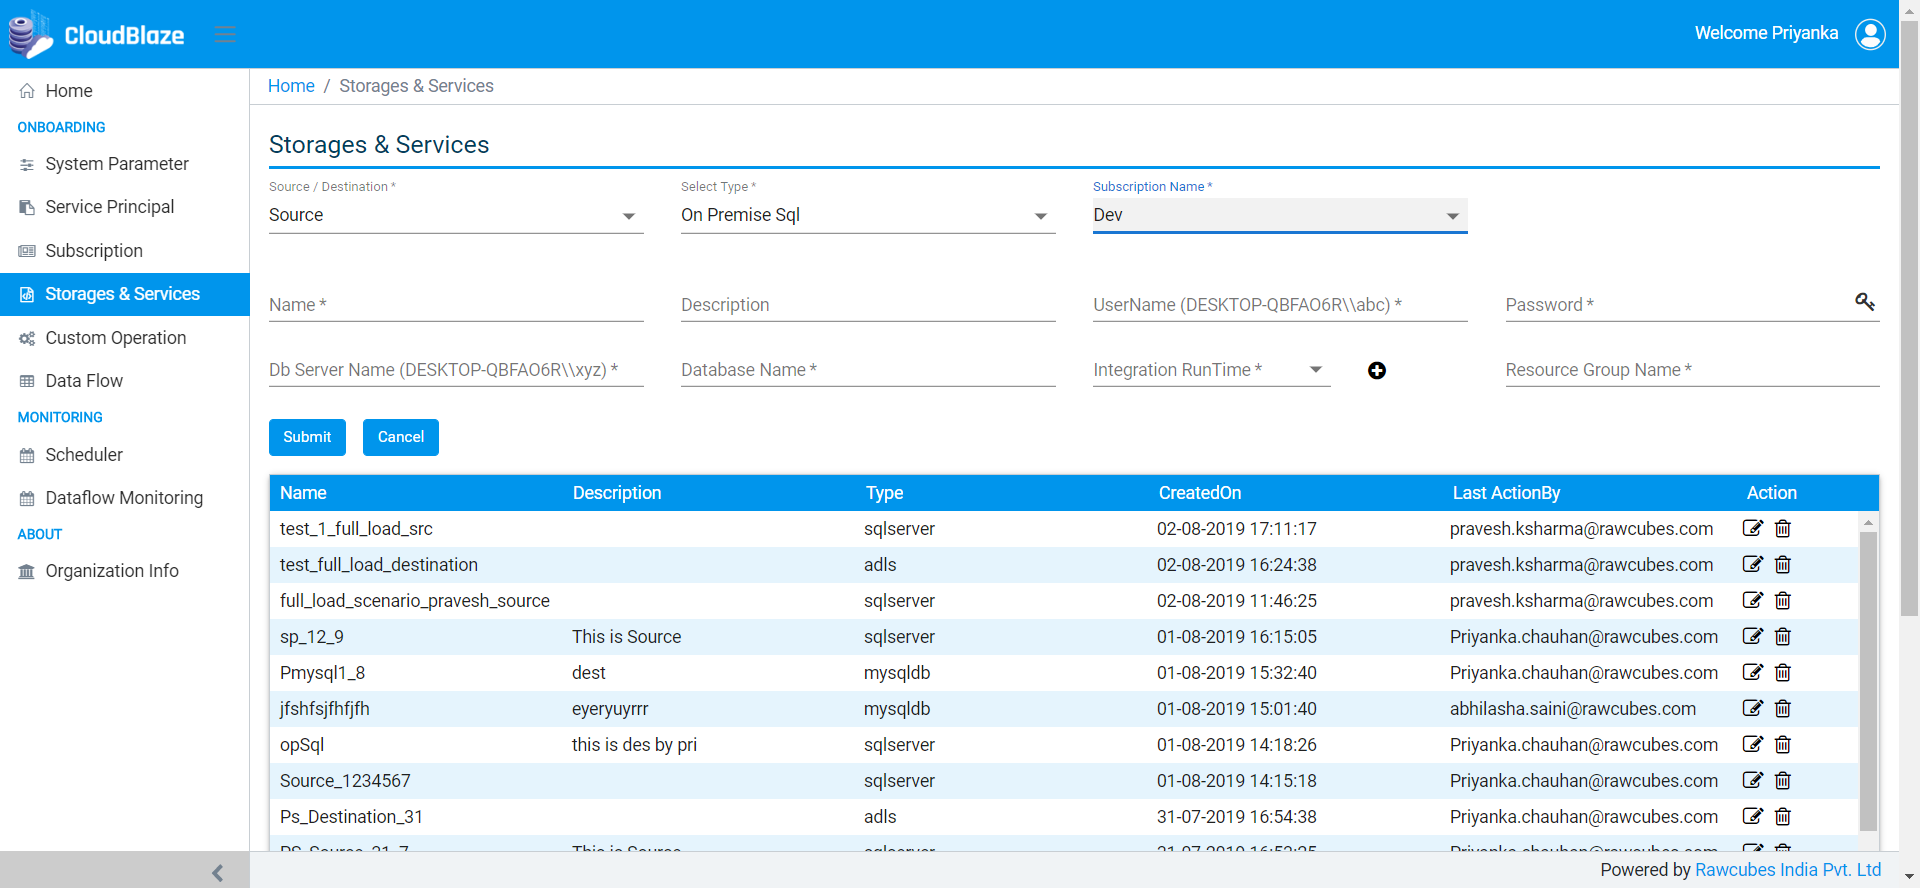 CloudBlaze
Welcome Priyanka
Home
ONBOARDING
System Parameter
Service Principal
Subscription
Storages & Services
Custom Operation
Data Flow
MONITORING
Scheduler
Dataflow Monitoring
ABOUT
Organization Info
Home / Storages & Services
Storages & Services
Source / Destination * Select Type * Subscription Name *
Source On Premise Sql Dev
Name * Description UserName (DESKTOP-QBFAO6R\\abc) * Password *
Db Server Name (DESKTOP-QBFAO6R\\xyz) * Database Name * Integration RunTime * Resource Group Name *
Submit Cancel
Name Description Type CreatedOn Last ActionBy Action
test_1_full_load_src sqlserver 02-08-2019 17:11:17 pravesh.ksharma@rawcubes.com
test_full_load_destination adls 02-08-2019 16:24:38 pravesh.ksharma@rawcubes.com
full_load_scenario_pravesh_source sqlserver 02-08-2019 11:46:25 pravesh.ksharma@rawcubes.com
sp_12_9 This is Source sqlserver 01-08-2019 16:15:05 Priyanka.chauhan@rawcubes.com
Pmysql1_8 dest mysqldb 01-08-2019 15:32:40 Priyanka.chauhan@rawcubes.com
jfshfsjfhfjfh eyeryuyrrr mysqldb 01-08-2019 15:01:40 abhilasha.saini@rawcubes.com
opSql this is des by pri sqlserver 01-08-2019 14:18:26 Priyanka.chauhan@rawcubes.com
Source_1234567 sqlserver 01-08-2019 14:15:18 Priyanka.chauhan@rawcubes.com
Ps_Destination_31 adls 31-07-2019 16:54:38 Priyanka.chauhan@rawcubes.com
This is Source sqlserver Priyanka.chauhan@rawcubes.com
Powered by Rawcubes India Pvt. Ltd